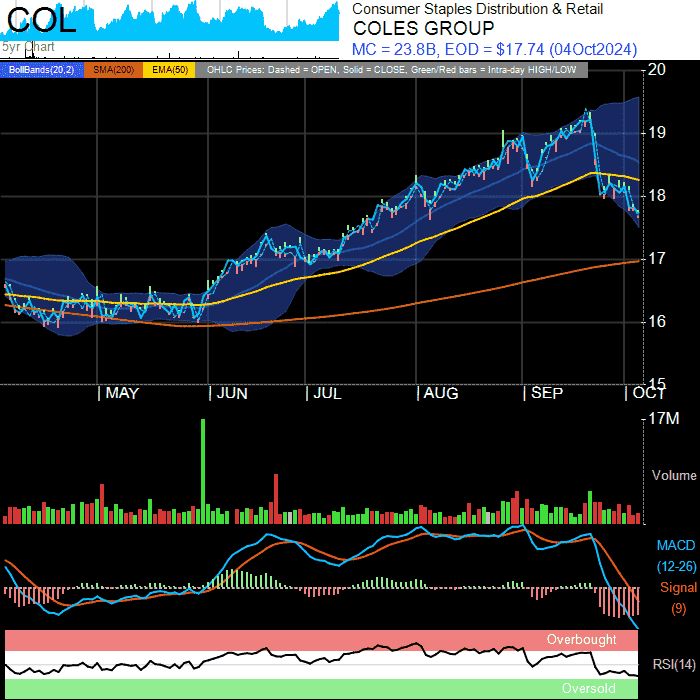 COL
5yr Chart
Consumer Staples Distribution & Retail
COLES GROUP
MC = 23.8B, EOD = $17.74 (04Oct2024)
BollBands(20,2) SMA(200) EMA(50) OHLC Prices: Dashed = OPEN, Solid = CLOSE, Green/Red bars = Intra-day HIGH/LOW
20
19
18
17
16
15
MAY JUN JUL AUG SEP OCT
17M
Volume
MACD
(12-26)
Signal
(9)
Overbought
RSI(14)
Oversold